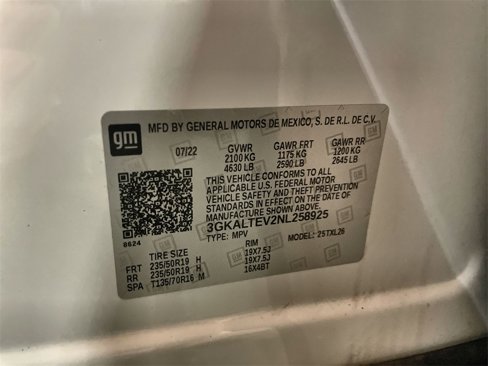 gm
MFD BY GENERAL MOTORS DE MEXICO, S. DE R.L. DE C.V.
07/22 GVWR GAWR FRT GAWR RR
2100 KG 1175 KG 1200 KG
4630 LB 2590 LB 2645 LB
THIS VEHICLE CONFORMS TO ALL
APPLICABLE U.S. FEDERAL MOTOR
VEHICLE SAFETY AND THEFT PREVENTION
STANDARDS IN EFFECT ON THE DATE OF
MANUFACTURE SHOWN ABOVE.
3GKALTEV2NL258925
8624 TYPE: MPV MODEL: 25TXL26
TIRE SIZE RIM
FRT 235/50R19 H 19X7.5J
RR 235/50R19 H 19X7.5J
SPA T135/70R16 M 16X4BT